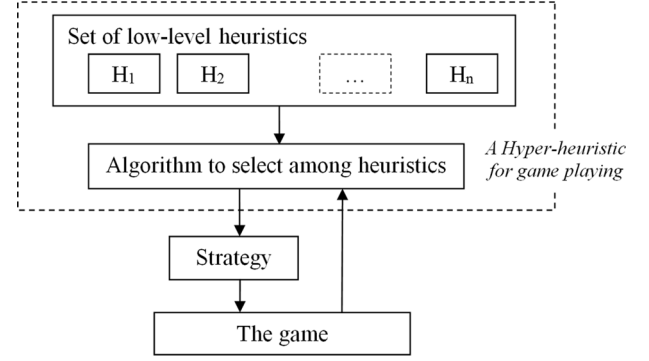 Set of low-level heuristics
H1 H2 … Hn
Algorithm to select among heuristics
A Hyper-heuristic
for game playing
Strategy
The game